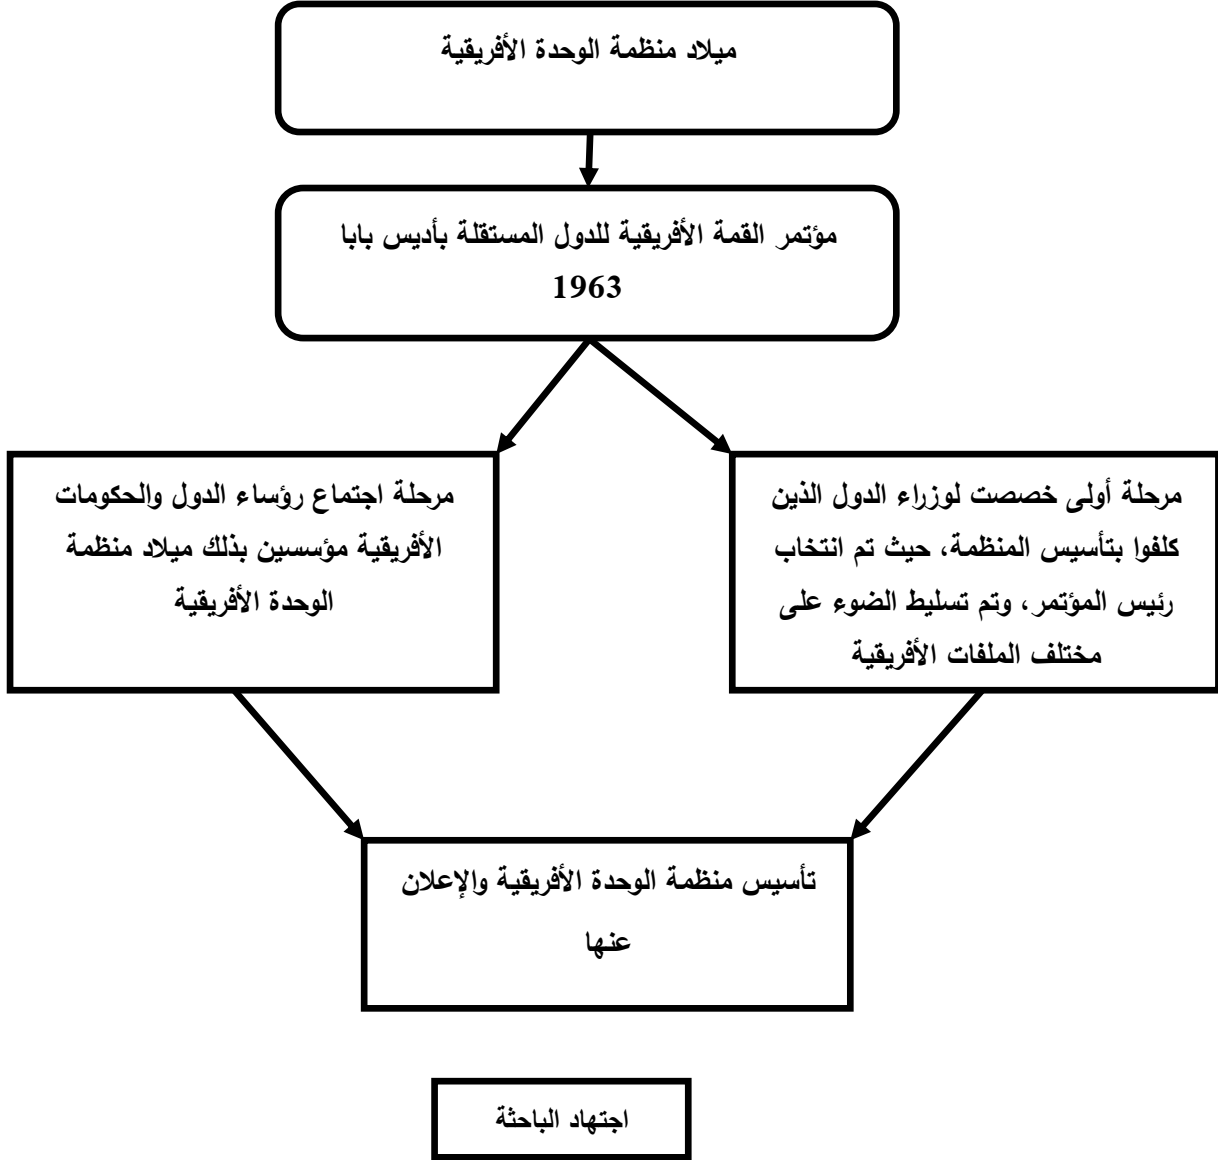 ميلاد منظمة الوحدة الأفريقية
مؤتمر القمة الأفريقية للدول المستقلة بأديس بابا
1963
مرحلة أولى خصصت لوزراء الدول الذين
كلفوا بتأسيس المنظمة، حيث تم انتخاب
رئيس المؤتمر، وتم تسليط الضوء على
مختلف الملفات الأفريقية
مرحلة اجتماع رؤساء الدول والحكومات
الأفريقية مؤسسين بذلك ميلاد منظمة
الوحدة الأفريقية
تأسيس منظمة الوحدة الأفريقية والإعلان
عنها
اجتهاد الباحثة